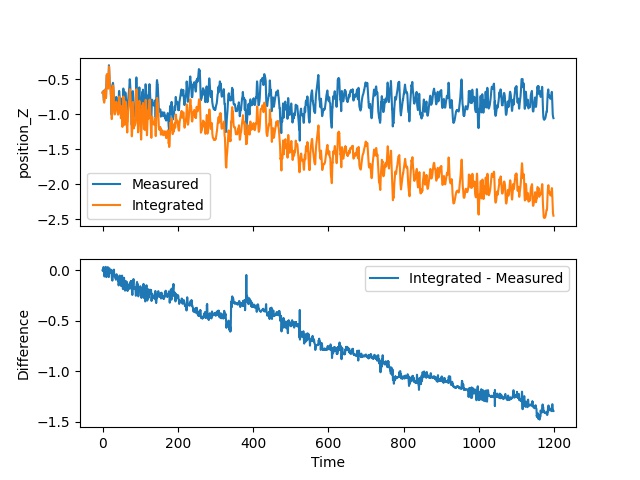 position_Z
−0.5
−1.0
−1.5
−2.0
−2.5
Measured
Integrated
Difference
0.0
−0.5
−1.0
−1.5
Integrated - Measured
0 200 400 600 800 1000 1200
Time